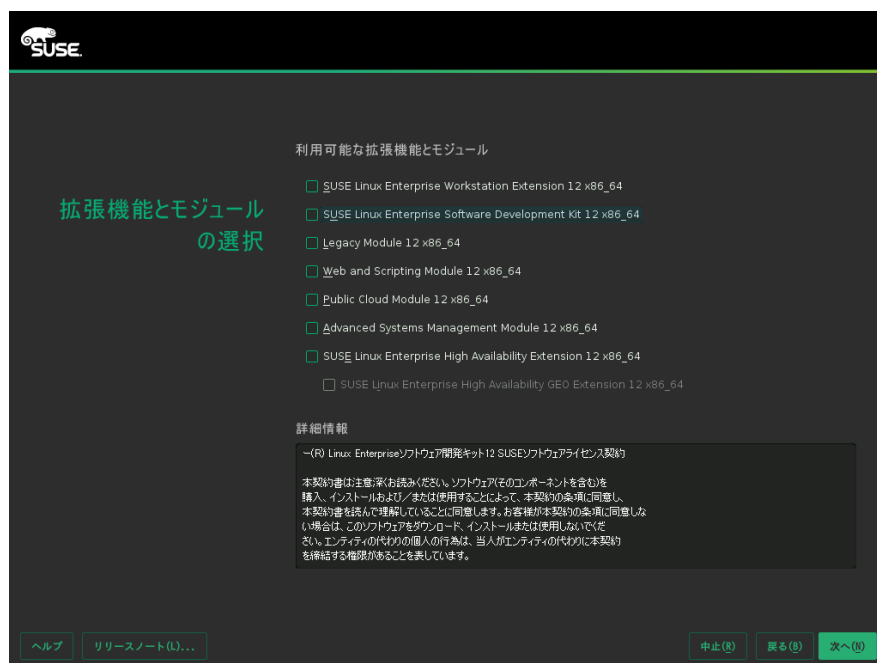 SUSE.
利用可能な拡張機能とモジュール
拡張機能とモジュール
の選択
SUSE Linux Enterprise Workstation Extension 12 x86_64
SUSE Linux Enterprise Software Development Kit 12 x86_64
Legacy Module 12 x86_64
Web and Scripting Module 12 x86_64
Public Cloud Module 12 x86_64
Advanced Systems Management Module 12 x86_64
SUSE Linux Enterprise High Availability Extension 12 x86_64
SUSE Linux Enterprise High Availability GEO Extension 12 x86_64
詳細情報
ー(R) Linux Enterpriseソフトウェア開発キット12 SUSEソフトウェアライセンス契約
本契約書は注意深くお読みください。ソフトウェア(そのコンポーネントを含む)を
購入、インストールおよび/または使用することによって、本契約の条項に同意し、
本契約書を読んで理解していることに同意します。お客様が本契約の条項に同意しな
い場合は、このソフトウェアをダウンロード、インストールまたは使用しないでくだ
さい。エンティティの代わりの個人の行為は、当人がエンティティの代わりに本契約
を締結する権限があることを表しています。
ヘルプ
リリースノート(L)...
中止(R)
戻る(B)
次へ(N)